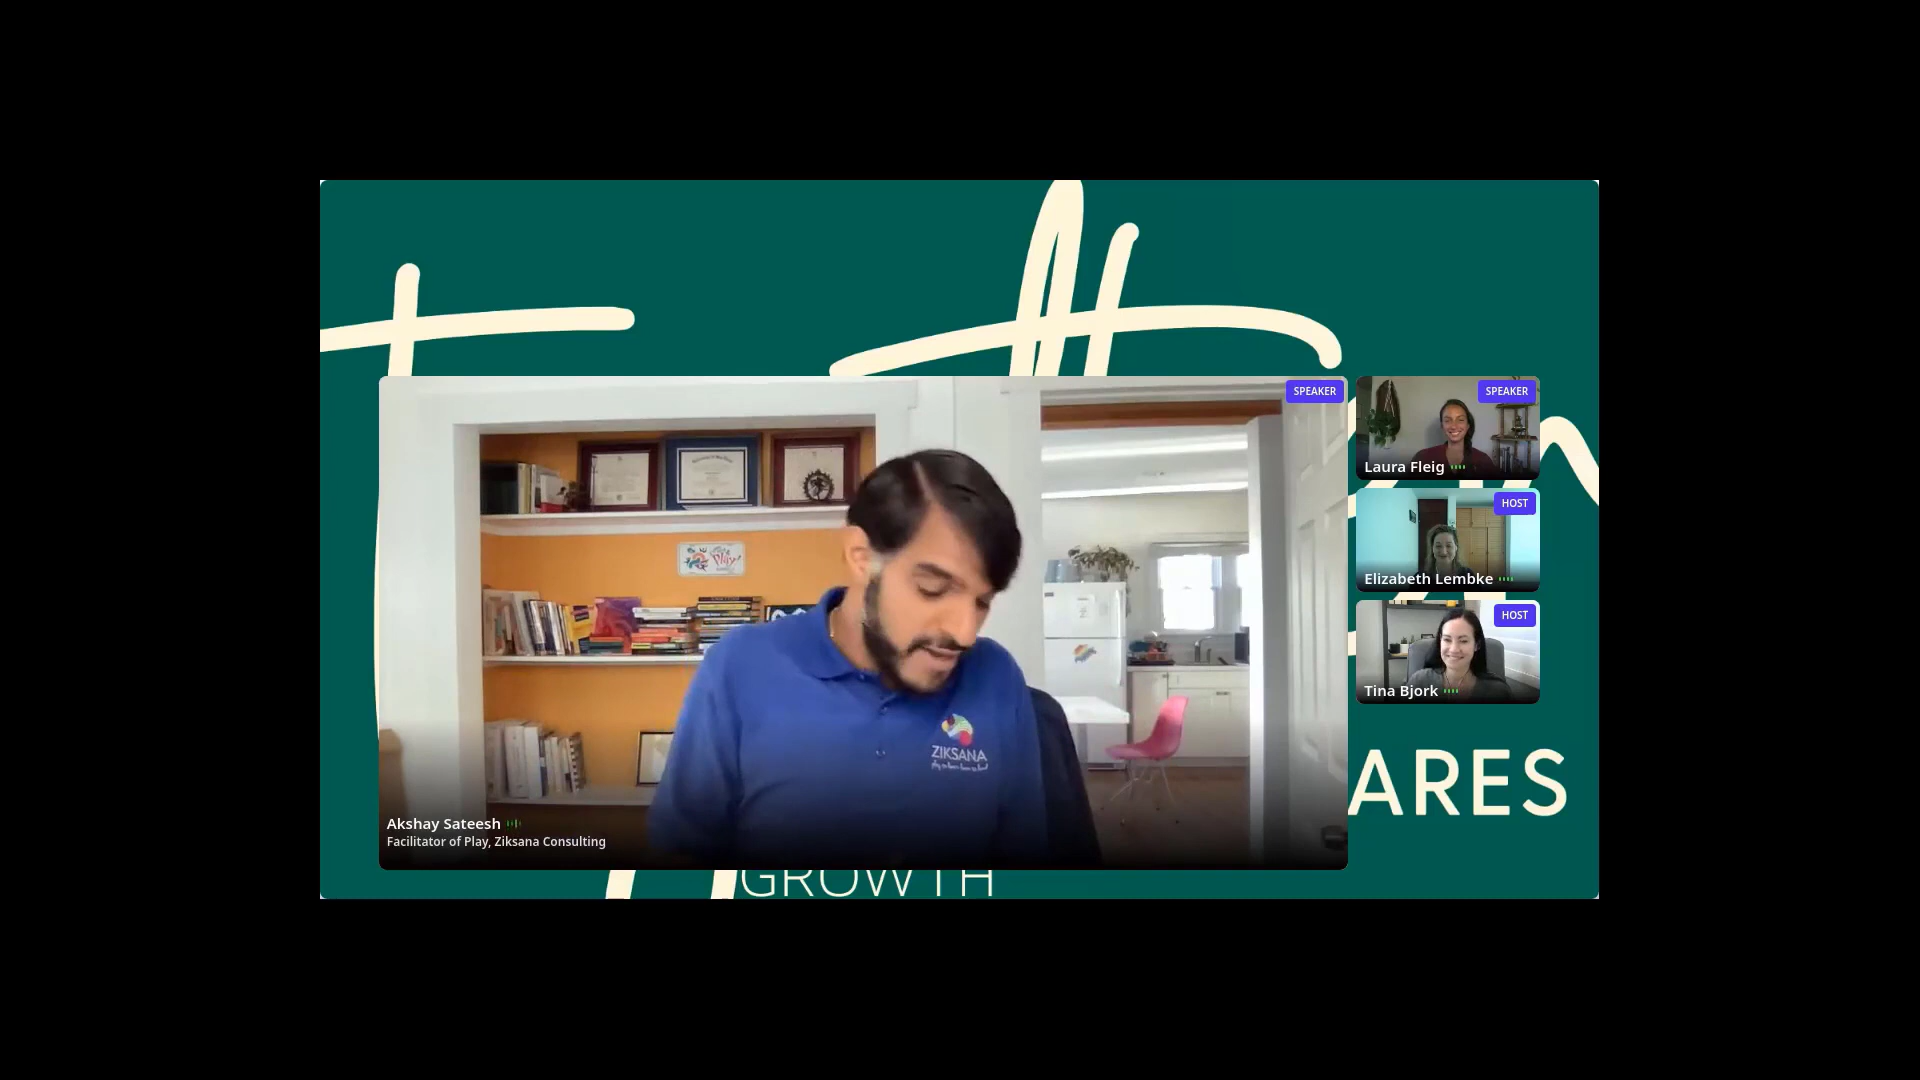 SPEAKER
Play
ZIKSANA
Akshay Sateesh
Facilitator of Play, Ziksana Consulting
SPEAKER
Laura Fleig
HOST
Elizabeth Lembke
HOST
Tina Bjork
ARES
GROWTH